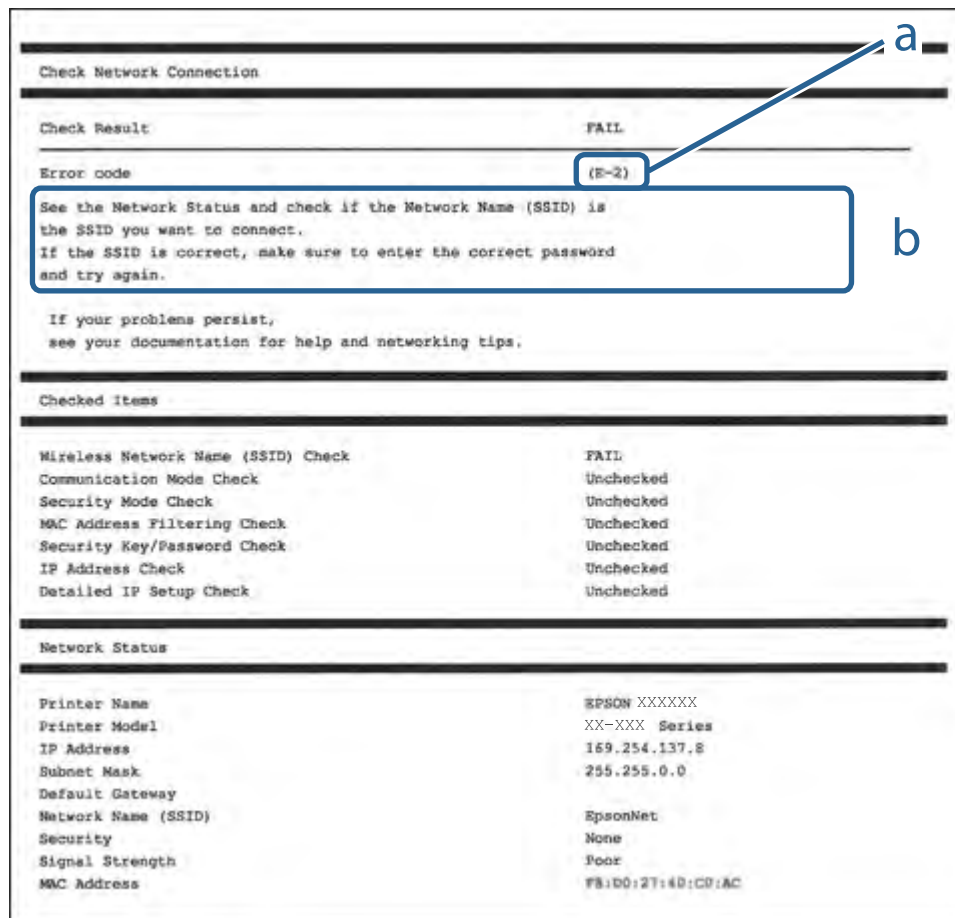 a
Check Network Connection
Check Result FAIL
Error code (E-2)
See the Network Status and check if the Network Name (SSID) is
the SSID you want to connect.
If the SSID is correct, make sure to enter the correct password
and try again.
b
If your problems persist,
see your documentation for help and networking tips.
Checked Items
Wireless Network Name (SSID) Check FAIL
Communication Mode Check Unchecked
Security Mode Check Unchecked
MAC Address Filtering Check Unchecked
Security Key/Password Check Unchecked
IP Address Check Unchecked
Detailed IP Setup Check Unchecked
Network Status
Printer Name EPSON XXXXXX
Printer Model XX-XXX Series
IP Address 169.254.137.8
Subnet Mask 255.255.0.0
Default Gateway
Network Name (SSID) EpsonNet
Security None
Signal Strength Poor
MAC Address F8:D0:27:40:C0:AC